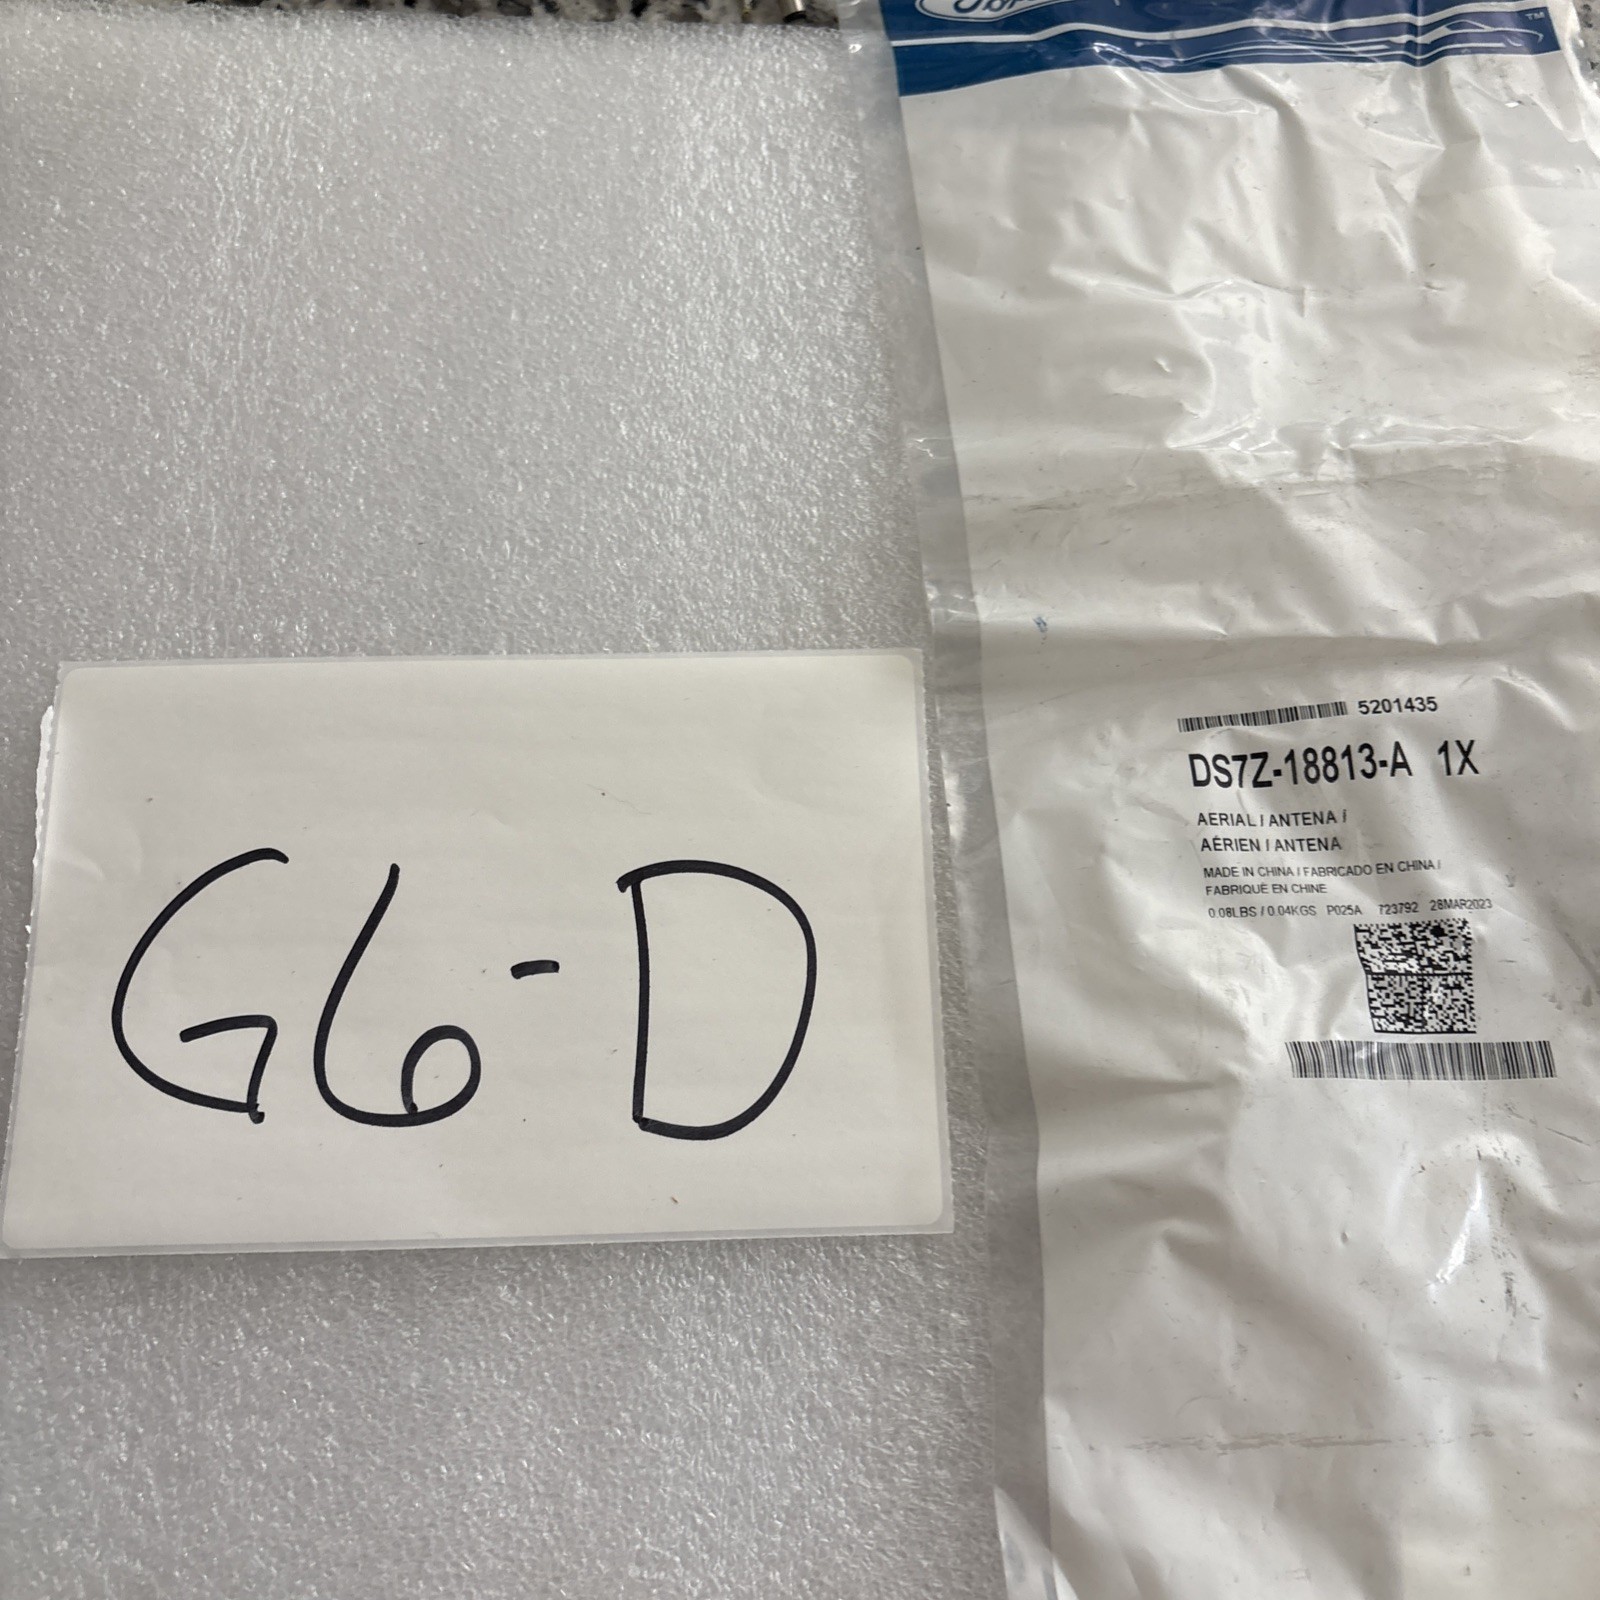 TM
5201435
DS7Z-18813-A 1X
AERIAL / ANTENA /
AÉRIEN / ANTENA
MADE IN CHINA / FABRICADO EN CHINA /
FABRIQUÉ EN CHINE
0.08LBS / 0.04KGS P025A 723792 28MAR2023
G6-D